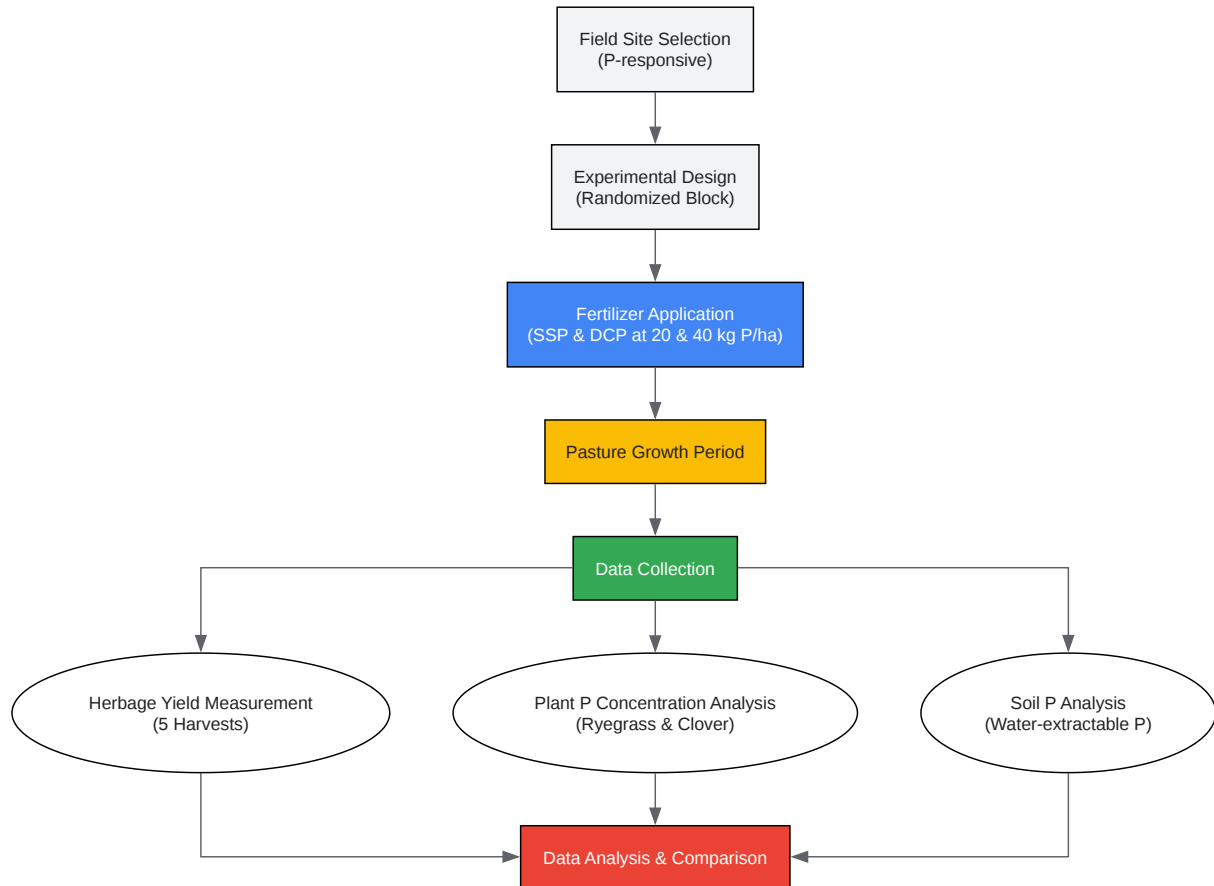 Field Site Selection
(P-responsive)
Experimental Design
(Randomized Block)
Fertilizer Application
(SSP & DCP at 20 & 40 kg P/ha)
Pasture Growth Period
Data Collection
Herbage Yield Measurement
(5 Harvests)
Plant P Concentration Analysis
(Ryegrass & Clover)
Soil P Analysis
(Water-extractable P)
Data Analysis & Comparison